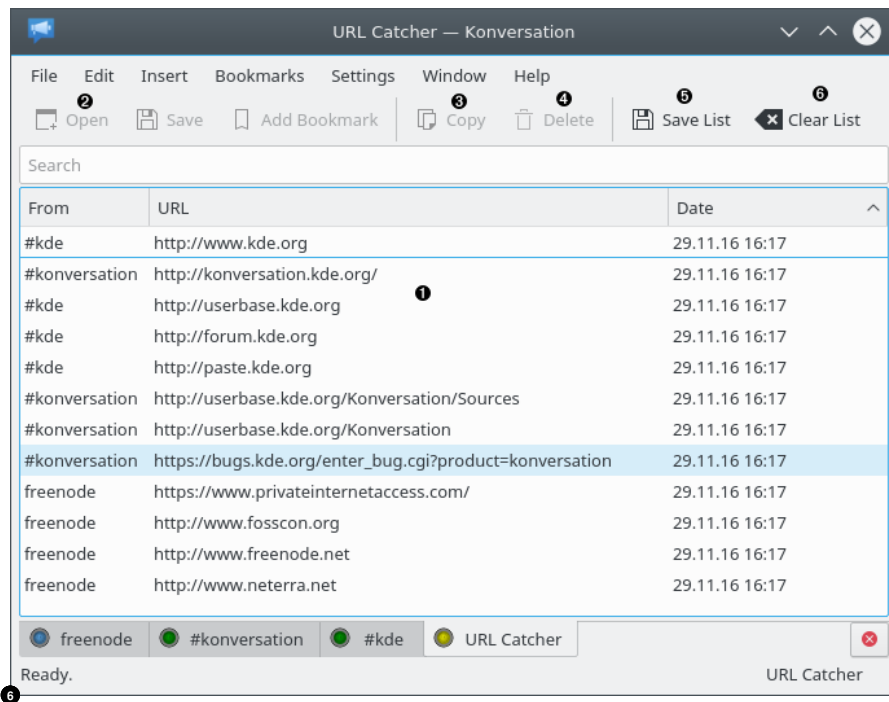 URL Catcher — Konversation
File Edit Insert Bookmarks Settings Window Help
❷ ❸ ❹ ❺ ❻
Open Save Add Bookmark Copy Delete Save List Clear List
Search
From URL Date
#kde http://www.kde.org 29.11.16 16:17
#konversation http://konversation.kde.org/ 29.11.16 16:17
❶
#kde http://userbase.kde.org 29.11.16 16:17
#kde http://forum.kde.org 29.11.16 16:17
#kde http://paste.kde.org 29.11.16 16:17
#konversation http://userbase.kde.org/Konversation/Sources 29.11.16 16:17
#konversation http://userbase.kde.org/Konversation 29.11.16 16:17
#konversation https://bugs.kde.org/enter_bug.cgi?product=konversation 29.11.16 16:17
freenode https://www.privateinternetaccess.com/ 29.11.16 16:17
freenode http://www.fosscon.org 29.11.16 16:17
freenode http://www.freenode.net 29.11.16 16:17
freenode http://www.neterra.net 29.11.16 16:17
freenode #konversation #kde URL Catcher
Ready. URL Catcher
❻